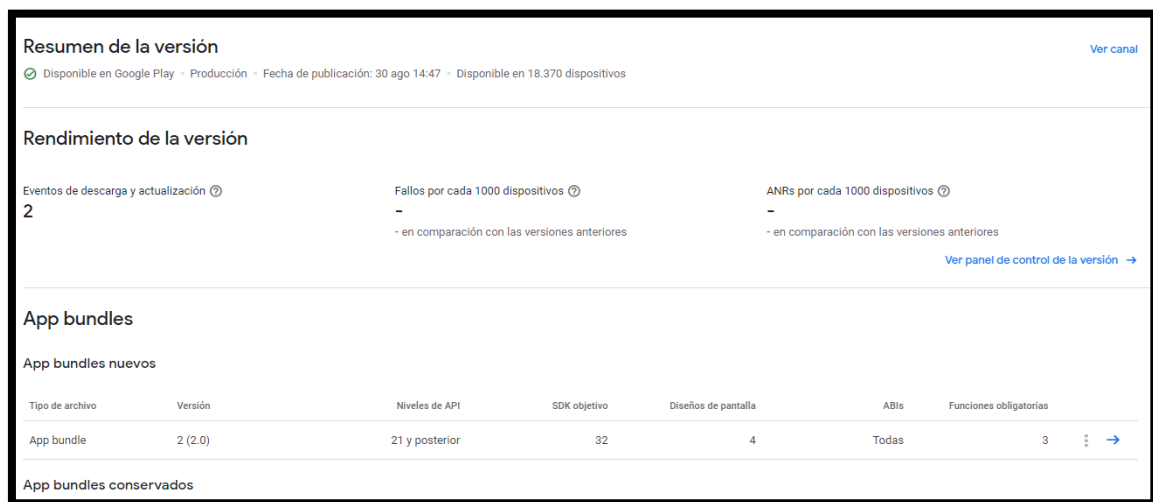 Resumen de la versión
Ver canal
Disponible en Google Play · Producción · Fecha de publicación: 30 ago 14:47 · Disponible en 18.370 dispositivos
Rendimiento de la versión
Eventos de descarga y actualización
Fallos por cada 1000 dispositivos
ANRs por cada 1000 dispositivos
2
-
-
- en comparación con las versiones anteriores
- en comparación con las versiones anteriores
Ver panel de control de la versión →
App bundles
App bundles nuevos
Tipo de archivo Versión Niveles de API SDK objetivo Diseños de pantalla ABIs Funciones obligatorias
App bundle 2 (2.0) 21 y posterior 32 4 Todas 3
App bundles conservados